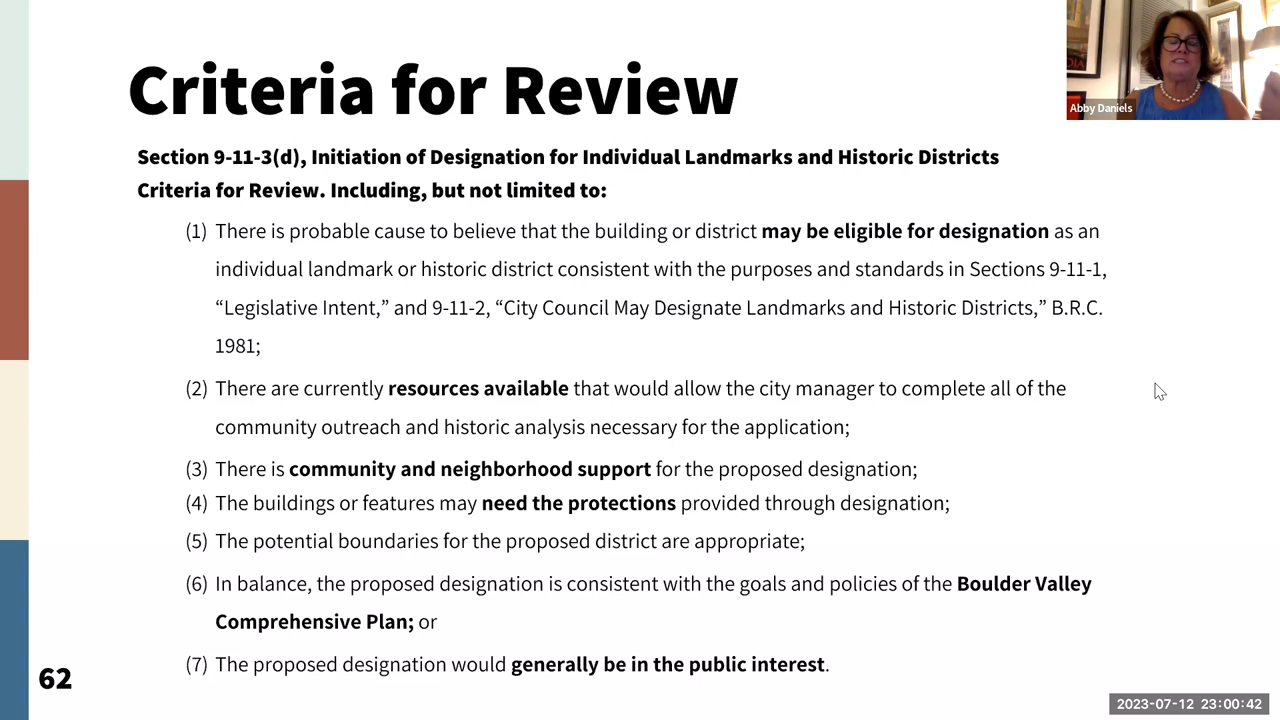 Criteria for Review
Section 9-11-3(d), Initiation of Designation for Individual Landmarks and Historic Districts
Criteria for Review. Including, but not limited to:
(1) There is probable cause to believe that the building or district may be eligible for designation as an
individual landmark or historic district consistent with the purposes and standards in Sections 9-11-1,
“Legislative Intent,” and 9-11-2, “City Council May Designate Landmarks and Historic Districts,” B.R.C.
1981;
(2) There are currently resources available that would allow the city manager to complete all of the
community outreach and historic analysis necessary for the application;
(3) There is community and neighborhood support for the proposed designation;
(4) The buildings or features may need the protections provided through designation;
(5) The potential boundaries for the proposed district are appropriate;
(6) In balance, the proposed designation is consistent with the goals and policies of the Boulder Valley
Comprehensive Plan; or
(7) The proposed designation would generally be in the public interest.
62
Abby Daniels
2023-07-12 23:00:42